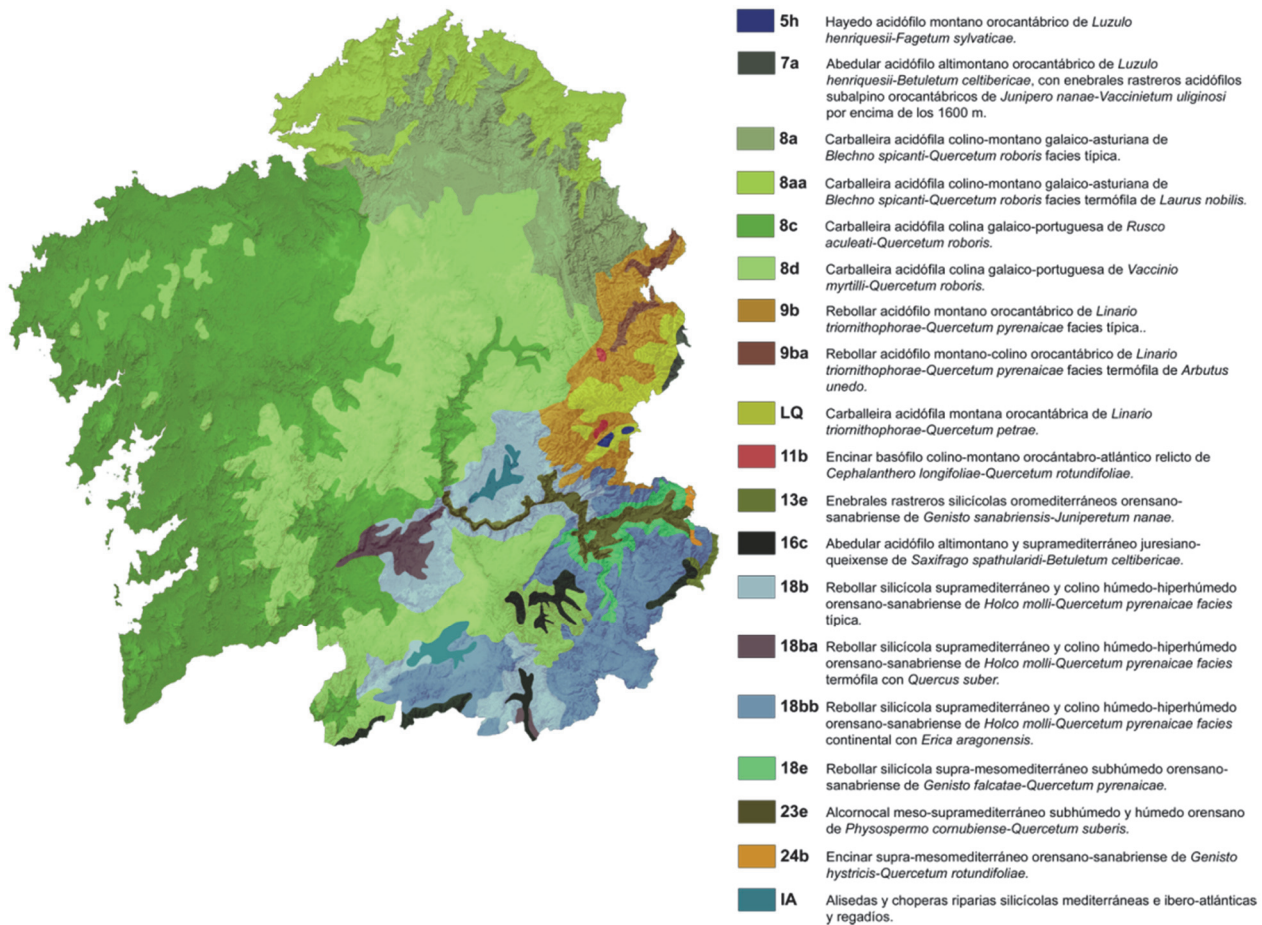 5h Hayedo acidófilo montano orocantábrico de Luzulo
henriquesii-Fagetum sylvaticae.
7a Abedular acidófilo altimontano orocantábrico de Luzulo
henriquesii-Betuletum celtibericae, con enebrales rastreros acidófilos
subalpino orocantábricos de Junipero nanae-Vaccinietum uliginosi
por encima de los 1600 m.
8a Carballeira acidófila colino-montano galaico-asturiana de
Blechno spicanti-Quercetum roboris facies típica.
8aa Carballeira acidófila colino-montano galaico-asturiana de
Blechno spicanti-Quercetum roboris facies termófila de Laurus nobilis.
8c Carballeira acidófila colina galaico-portuguesa de Rusco
aculeati-Quercetum roboris.
8d Carballeira acidófila colina galaico-portuguesa de Vaccinio
myrtilli-Quercetum roboris.
9b Rebollar acidófilo montano orocantábrico de Linario
triornithophorae-Quercetum pyrenaicae facies típica..
9ba Rebollar acidófilo montano-colino orocantábrico de Linario
triornithophorae-Quercetum pyrenaicae facies termófila de Arbutus
unedo.
LQ Carballeira acidófila montana orocantábrica de Linario
triornithophorae-Quercetum petrae.
11b Encinar basófilo colino-montano orocántabro-atlántico relicto de
Cephalanthero longifoliae-Quercetum rotundifoliae.
13e Enebrales rastreros silicícolas oromediterráneos orensano-
sanabriense de Genisto sanabriensis-Juniperetum nanae.
16c Abedular acidófilo altimontano y supramediterráneo juresiano-
queixense de Saxifrago spathularidi-Betuletum celtibericae.
18b Rebollar silicícola supramediterráneo y colino húmedo-hiperhúmedo
orensano-sanabriense de Holco molli-Quercetum pyrenaicae facies
típica.
18ba Rebollar silicícola supramediterráneo y colino húmedo-hiperhúmedo
orensano-sanabriense de Holco molli-Quercetum pyrenaicae facies
termófila con Quercus suber.
18bb Rebollar silicícola supramediterráneo y colino húmedo-hiperhúmedo
orensano-sanabriense de Holco molli-Quercetum pyrenaicae facies
continental con Erica aragonensis.
18e Rebollar silicícola supra-mesomediterráneo subhúmedo orensano-
sanabriense de Genisto falcatae-Quercetum pyrenaicae.
23e Alcornocal meso-supramediterráneo subhúmedo y húmedo orensano
de Physospermo cornubiense-Quercetum suberis.
24b Encinar supra-mesomediterráneo orensano-sanabriense de Genisto
hystricis-Quercetum rotundifoliae.
IA Alisedas y choperas riparias silicícolas mediterráneas e ibero-atlánticas
y regadíos.